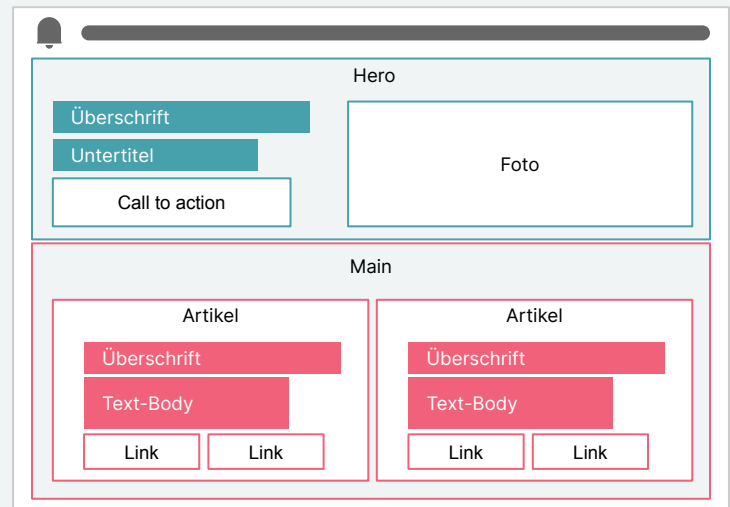 Hero
Überschrift
Untertitel
Call to action
Foto
Main
Artikel
Überschrift
Text-Body
Link
Link
Artikel
Überschrift
Text-Body
Link
Link